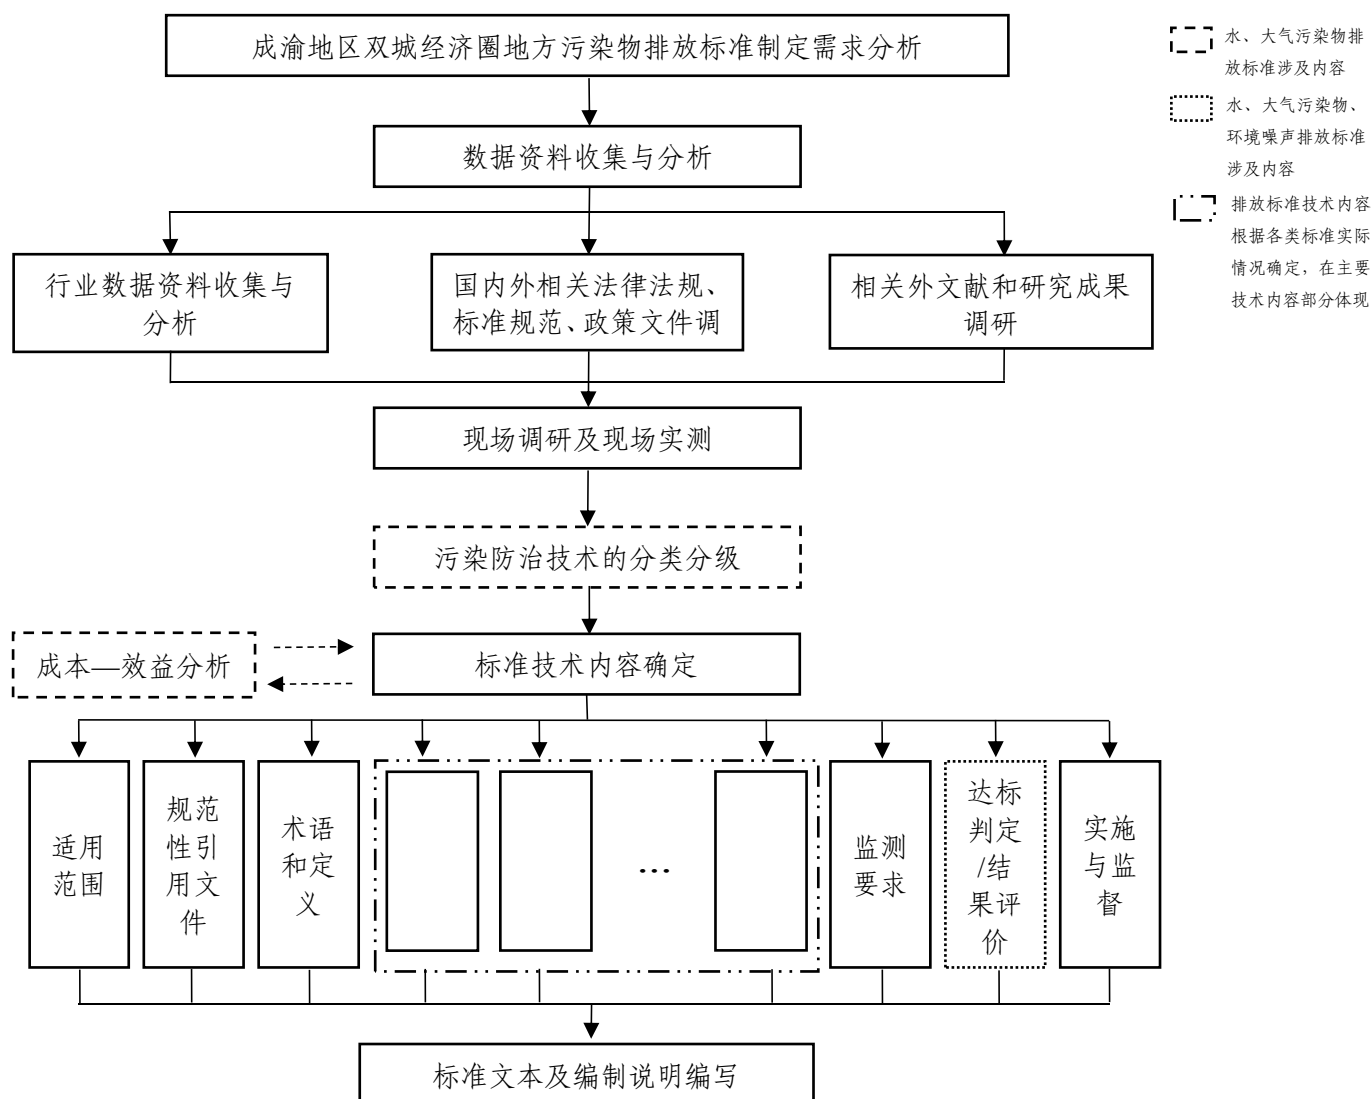 成渝地区双城经济圈地方污染物排放标准制定需求分析
水、大气污染物排
放标准涉及内容
水、大气污染物、
环境噪声排放标准
涉及内容
排放标准技术内容
根据各类标准实际
情况确定，在主要
技术内容部分体现
数据资料收集与分析
行业数据资料收集与
分析
国内外相关法律法规、
标准规范、政策文件调
相关外文献和研究成果
调研
现场调研及现场实测
污染防治技术的分类分级
成本—效益分析
标准技术内容确定
适用
范围
规范
性引
用文
件
术语
和定
义
...
监测
要求
达标
判定
/结
果评
价
实施
与监
督
标准文本及编制说明编写